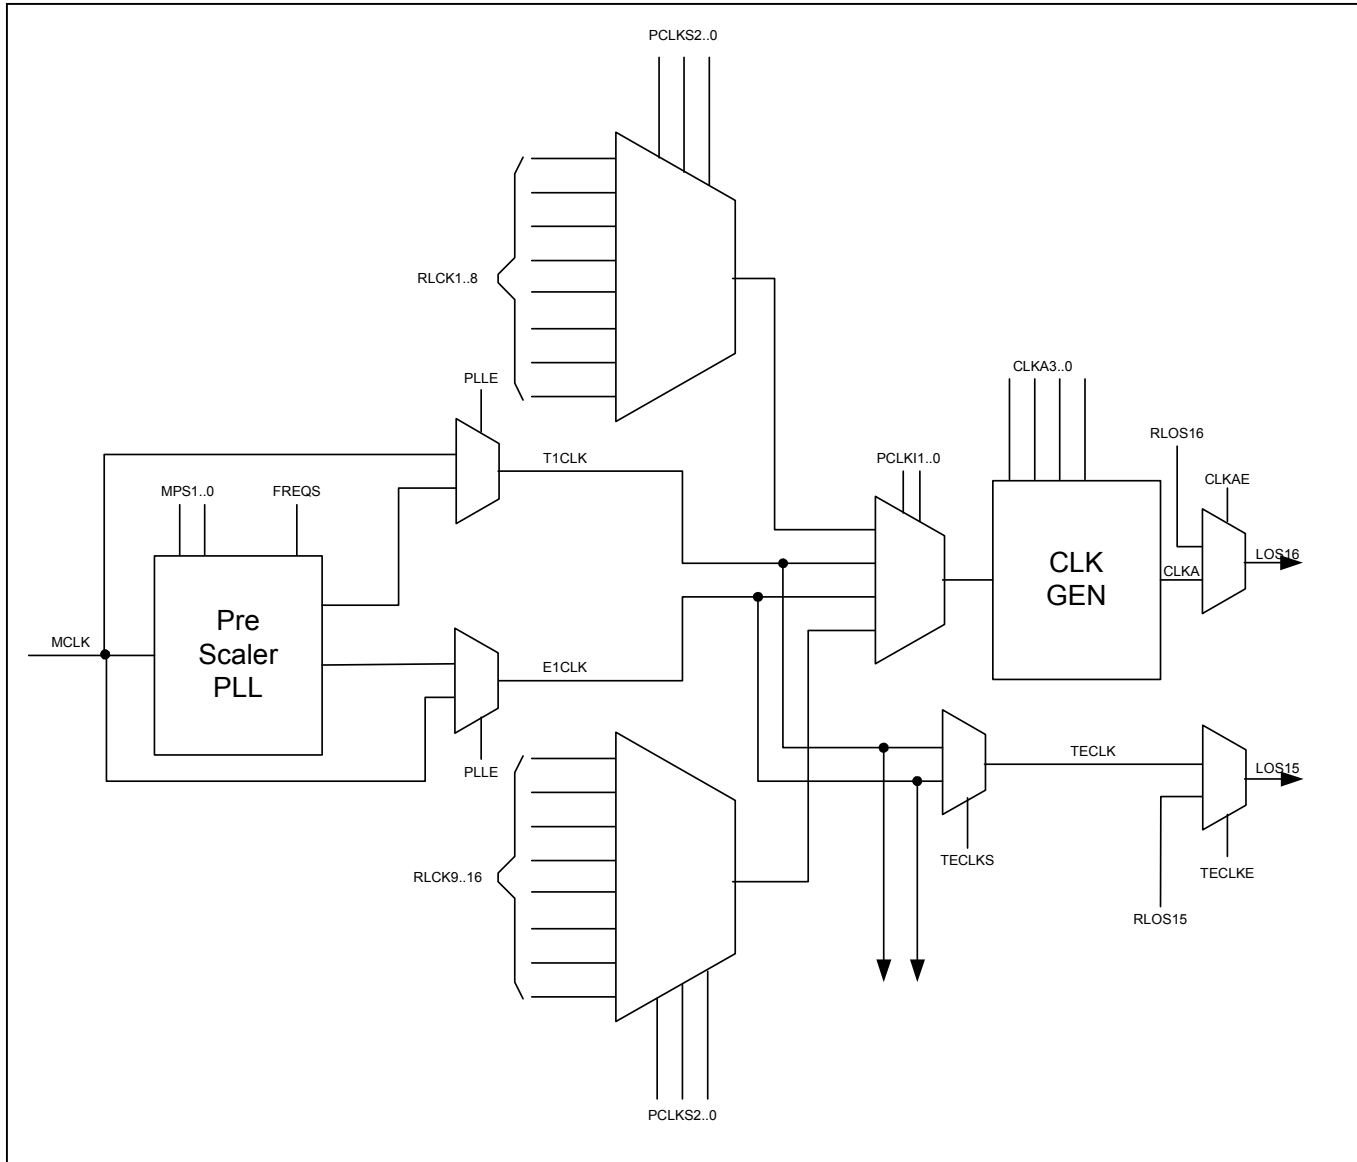 PCLKS2..0
RLCK1..8
PLLE
CLKA3..0
RLOS16
T1CLK
PCLKI1..0
CLKAE
MPS1..0
FREQS
LOS16
CLK
GEN
CLKA
Pre
Scaler
PLL
MCLK
E1CLK
TECLK
LOS15
PLLE
RLCK9..16
TECLKS
TECLKE
RLOS15
PCLKS2..0